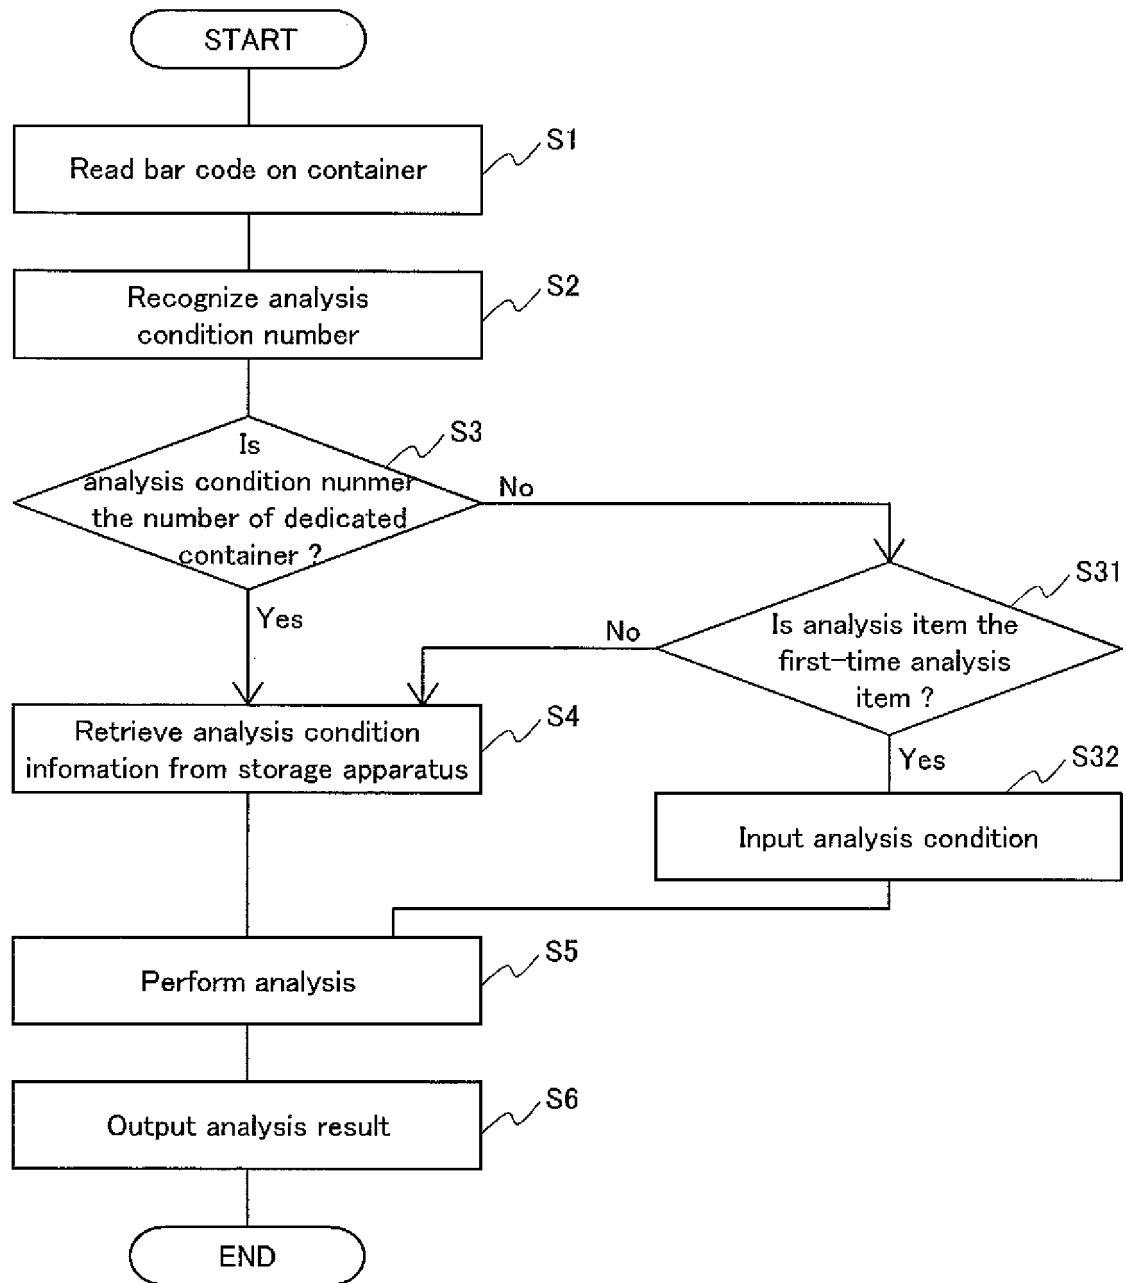 START
S1
Read bar code on container
S2
Recognize analysis
condition number
S3
Is
analysis condition nunmer
the number of dedicated
container ?
No
Yes
S31
Is analysis item the
first-time analysis
item ?
No
Yes
S4
Retrieve analysis condition
infomation from storage apparatus
S32
Input analysis condition
S5
Perform analysis
S6
Output analysis result
END